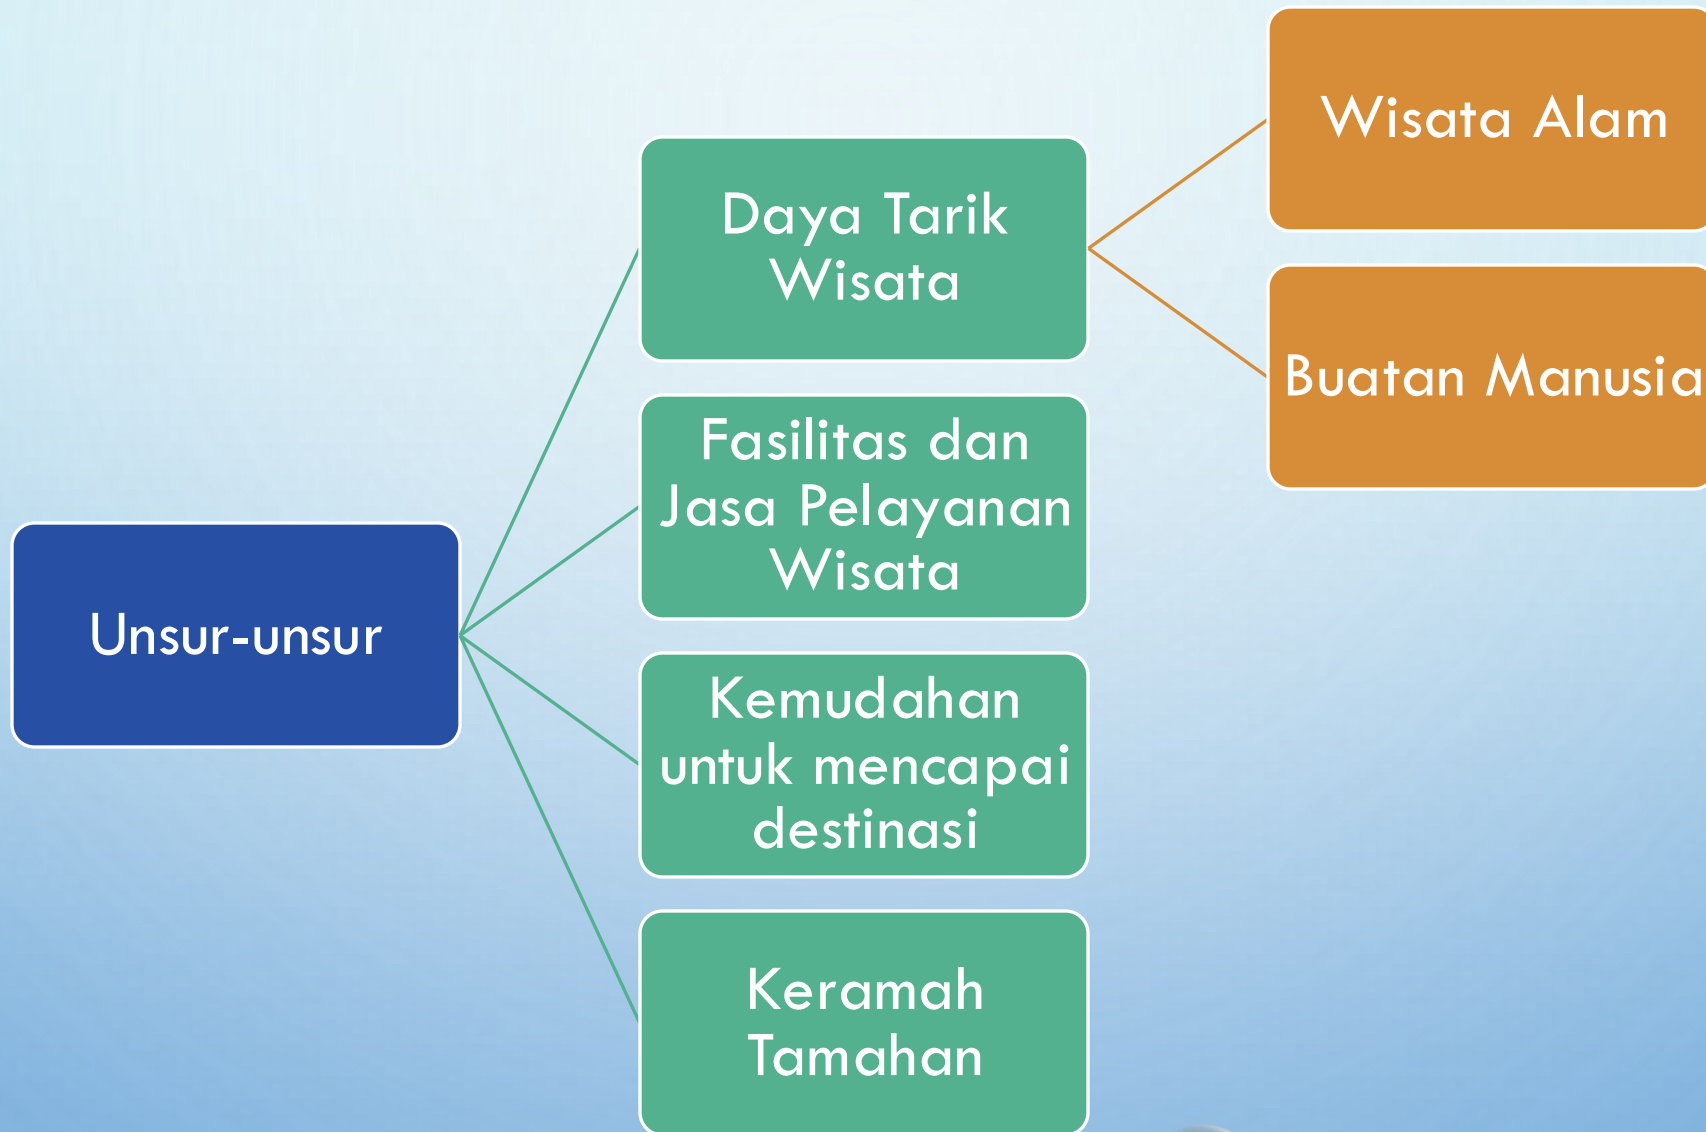 Unsur-unsur
Daya Tarik
Wisata
Wisata Alam
Buatan Manusia
Fasilitas dan
Jasa Pelayanan
Wisata
Kemudahan
untuk mencapai
destinasi
Keramah
Tamahan